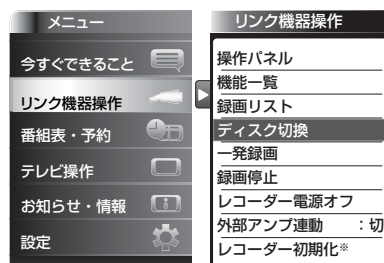 メニュー
今すぐできること
リンク機器操作
番組表・予約
テレビ操作
お知らせ・情報
設定
リンク機器操作
操作パネル
機能一覧
録画リスト
ディスク切換
一発録画
録画停止
レコーダー電源オフ
外部アンプ連動 ：切
レコーダー初期化※